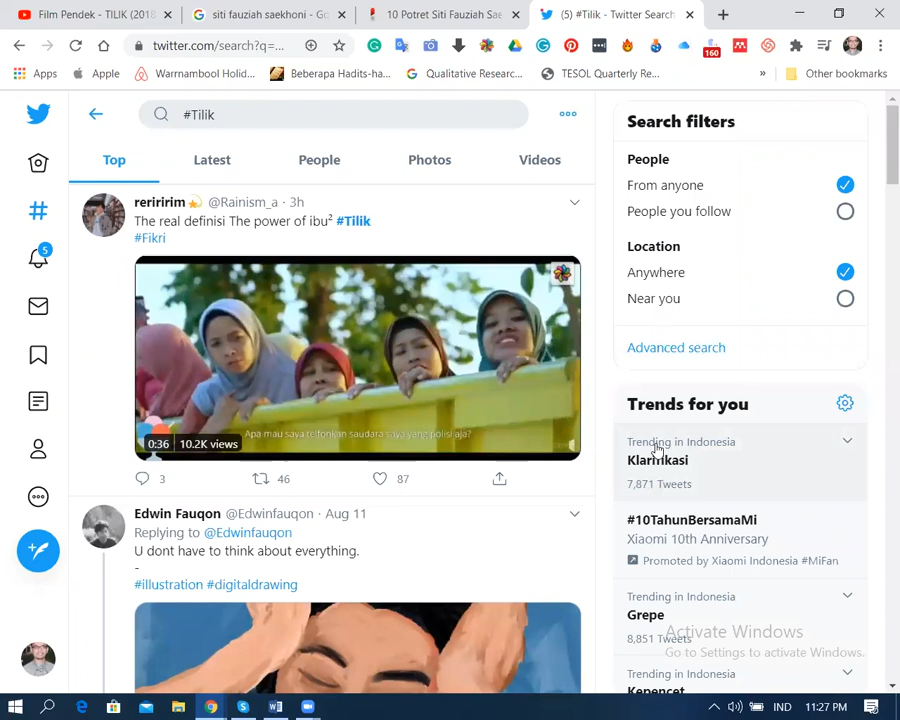 Film Pendek - TILIK (2018
siti fauziah saekhoni - Go
10 Potret Siti Fauziah Sae
(5) #Tilik - Twitter Search
twitter.com/search?q=...
160
Apps
Apple
Warrnambool Holid...
Beberapa Hadits-ha...
Qualitative Researc...
TESOL Quarterly Re...
»
Other bookmarks
#Tilik
Top
Latest
People
Photos
Videos
reriririm @Rainism_a · 3h
The real definisi The power of ibu² #Tilik
#Fikri
Apa mau saya telfonkan saudara saya yang polisi aja?
0:36 10.2K views
3
46
87
Edwin Fauqon @Edwinfauqon · Aug 11
Replying to @Edwinfauqon
U dont have to think about everything.
-
#illustration #digitaldrawing
5
Search filters
People
From anyone
People you follow
Location
Anywhere
Near you
Advanced search
Trends for you
Trending in Indonesia
Klarifikasi
7,871 Tweets
#10TahunBersamaMi
Xiaomi 10th Anniversary
Promoted by Xiaomi Indonesia #MiFan
Trending in Indonesia
Grepe
8,851 Tweets
Trending in Indonesia
Kepencet
Activate Windows
Go to Settings to activate Windows.
IND
11:27 PM